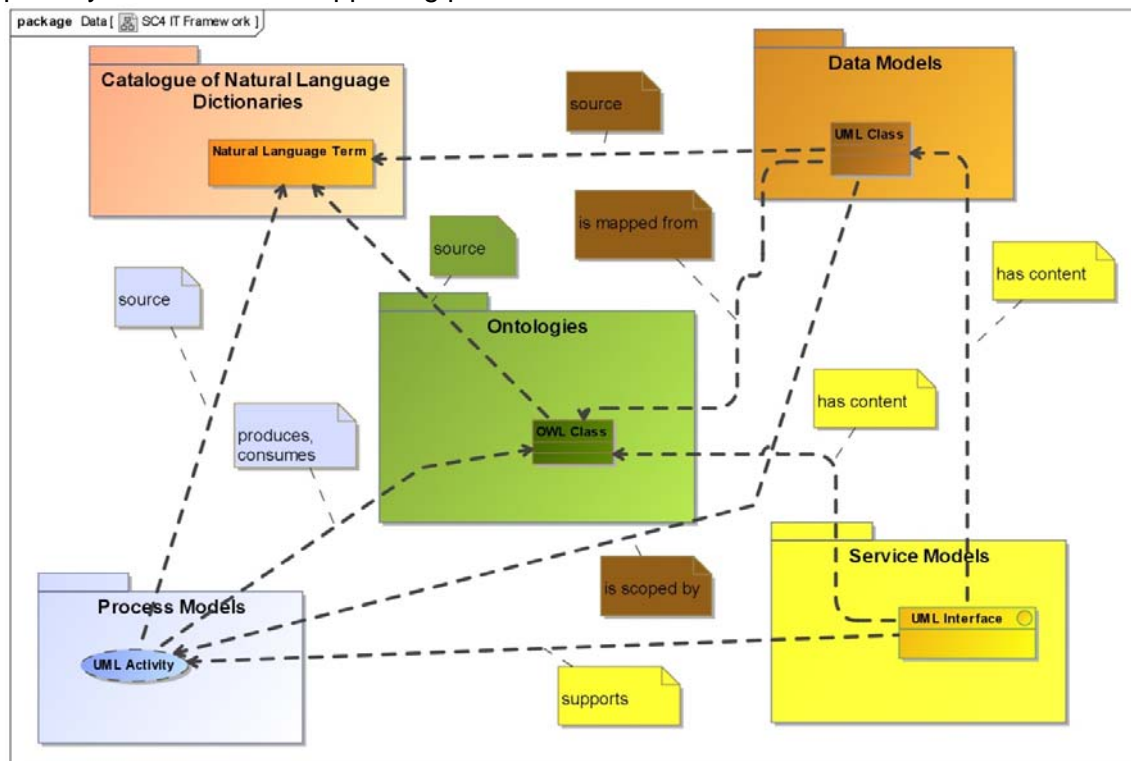 package Data [ SC4 IT Framework ]
Catalogue of Natural Language
Dictionaries
Natural Language Term
source
Data Models
UML Class
is mapped from
source
source
has content
Ontologies
has content
produces,
consumes
OWL Class
is scoped by
Service Models
UML Interface
Process Models
UML Activity
supports